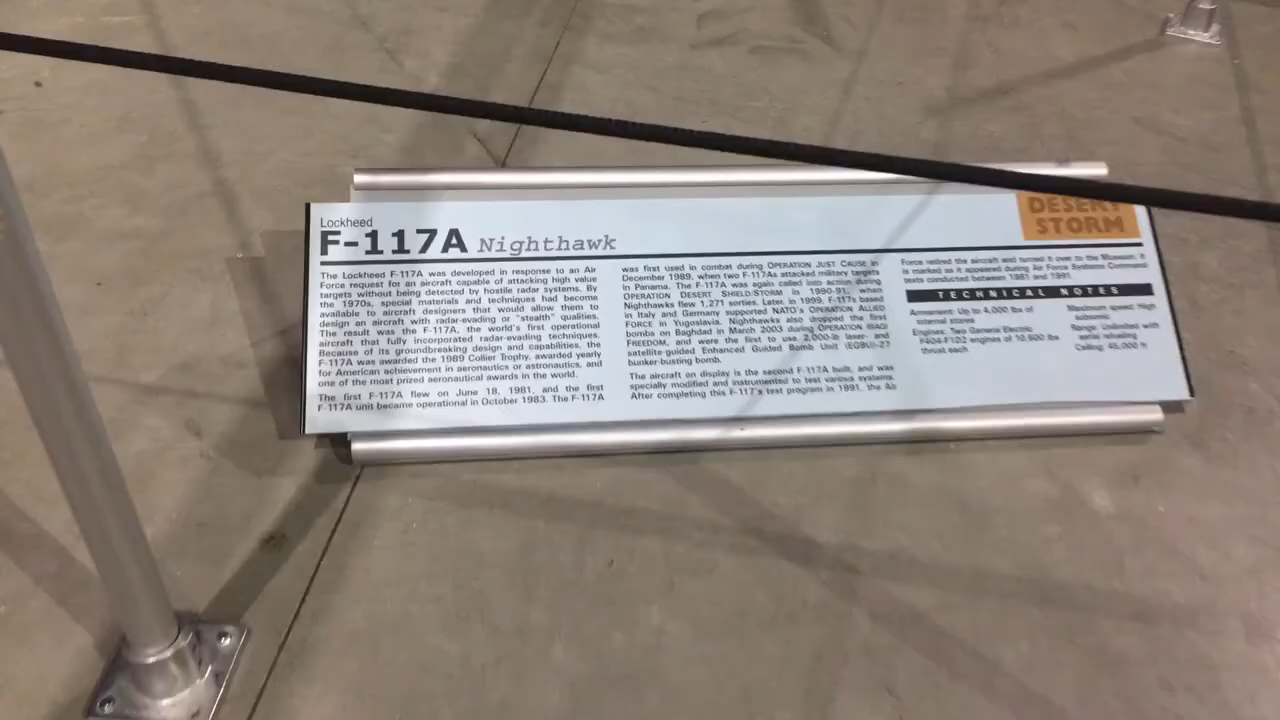 Lockheed
F-117A Nighthawk
DESERT
STORM
The Lockheed F-117A was developed in response to an Air
Force request for an aircraft capable of attacking high value
targets without being detected by hostile radar systems. By
the 1970s, special materials and techniques had become
available to aircraft designers that would allow them to
design an aircraft with radar-evading or "stealth" qualities.
The result was the F-117A, the world's first operational
aircraft that fully incorporated radar-evading techniques.
Because of its groundbreaking design and capabilities, the
F-117A was awarded the 1989 Collier Trophy, awarded yearly
for American achievement in aeronautics or astronautics, and
one of the most prized aeronautical awards in the world.
The first F-117A flew on June 18, 1981, and the first
F-117A unit became operational in October 1983. The F-117A
was first used in combat during OPERATION JUST CAUSE in
December 1989, when two F-117As attacked military targets
in Panama. The F-117A was again called into action during
OPERATION DESERT SHIELD/STORM in 1990-91, when
Nighthawks flew 1,271 sorties. Later, in 1999, F-117s based
in Italy and Germany supported NATO's OPERATION ALLIED
FORCE in Yugoslavia. Nighthawks also dropped the first
bombs on Baghdad in March 2003 during OPERATION IRAQI
FREEDOM, and were the first to use 2,000-lb laser- and
satellite-guided Enhanced Guided Bomb Unit (EGBU)-27
bunker-busting bomb.
The aircraft on display is the second F-117A built, and was
specially modified and instrumented to test various systems.
After completing this F-117's test program in 1991, the Air
Force retired the aircraft and turned it over to the Museum. It
is marked as it appeared during Air Force Systems Command
tests conducted between 1981 and 1991.
TECHNICAL NOTES
Armament: Up to 4,000 lbs of
internal stores
Engines: Two General Electric
F404-F1D2 engines of 10,600 lbs
thrust each
Maximum speed: High
subsonic
Range: Unlimited with
aerial refueling
Ceiling: 45,000 ft